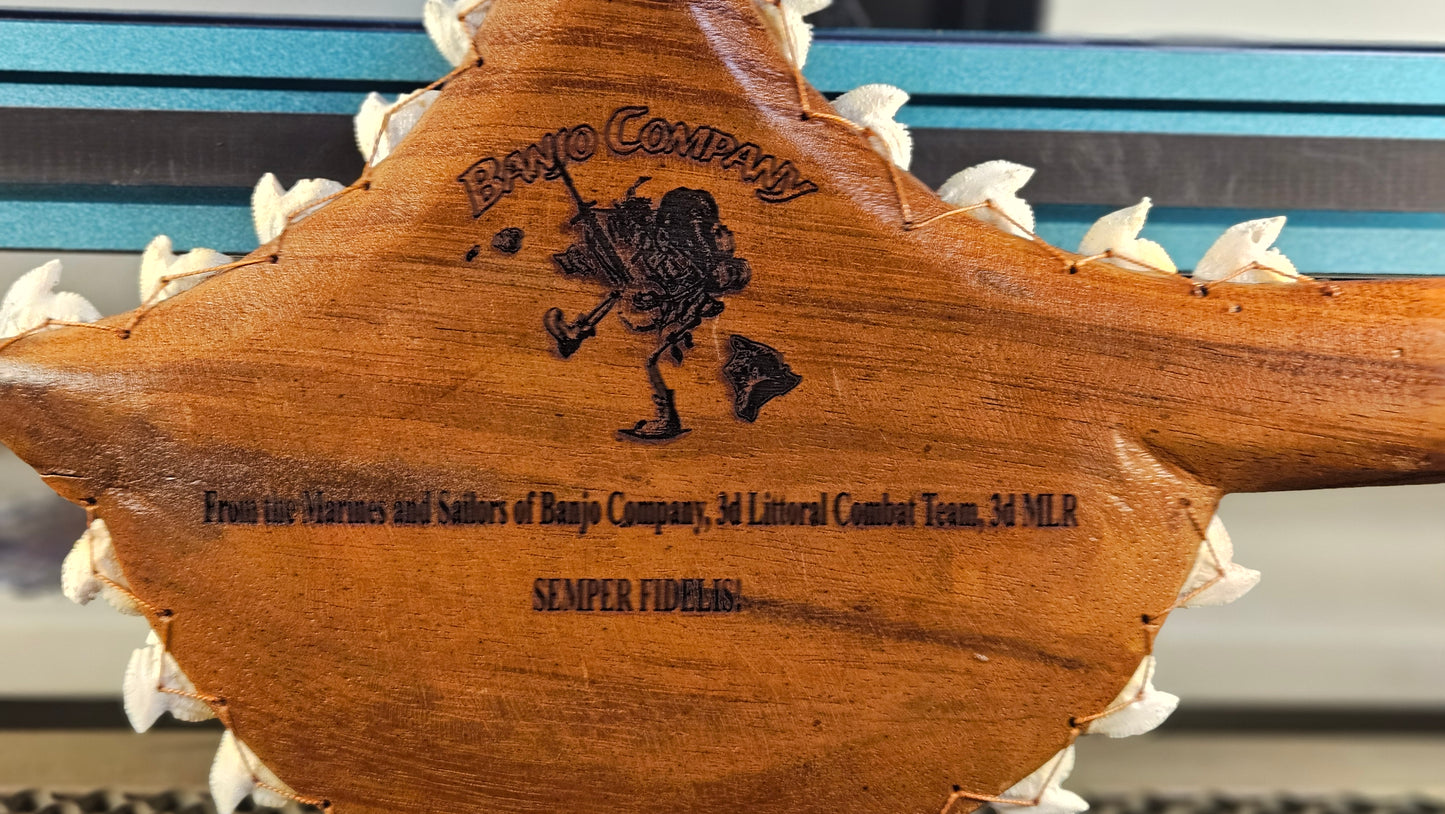 BANJO COMPANY
From the Marines and Sailors of Banjo Company, 3d Littoral Combat Team, 3d MLR
SEMPER FIDELIS!